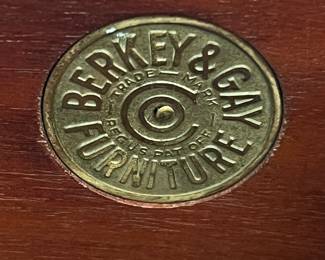 BERKEY & GAY
FURNITURE
TRADE MARK
REG. U.S. PAT. OFF.